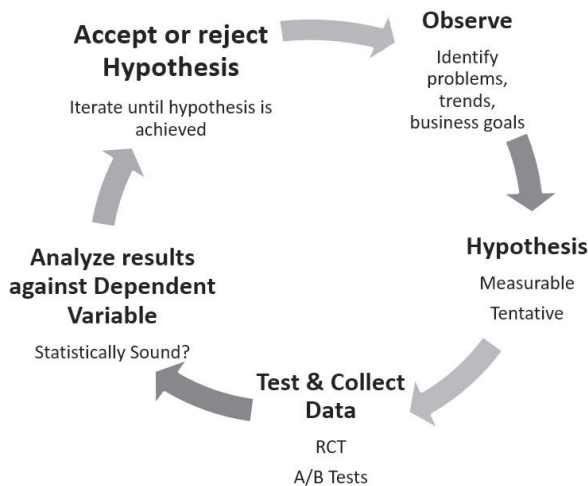 Accept or reject
Hypothesis
Iterate until hypothesis is
achieved
Observe
Identify
problems,
trends,
business goals
Hypothesis
Measurable
Tentative
Test & Collect
Data
RCT
A/B Tests
Analyze results
against Dependent
Variable
Statistically Sound?